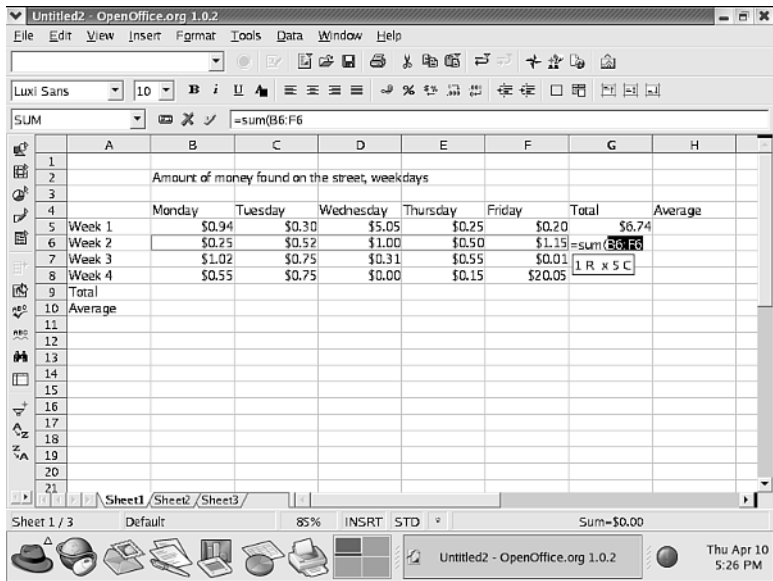 Untitled2 - OpenOffice.org 1.0.2
File Edit View Insert Format Tools Data Window Help
Luxi Sans 10 B i U A
SUM =sum(B6:F6
A B C D E F G H
1
2 Amount of money found on the street, weekdays
3
4 Monday Tuesday Wednesday Thursday Friday Total Average
5 Week 1 $0.94 $0.30 $5.05 $0.25 $0.20 $6.74
6 Week 2 $0.25 $0.52 $1.00 $0.50 $1.15 =sum(B6:F6
7 Week 3 $1.02 $0.75 $0.31 $0.55 $0.01 1 R x 5 C
8 Week 4 $0.55 $0.75 $0.00 $0.15 $20.05
9 Total
10 Average
11
12
13
14
15
16
17
18
19
20
21
Sheet1 Sheet2 Sheet3
Sheet 1 / 3 Default 85% INSRT STD * Sum=$0.00
Untitled2 - OpenOffice.org 1.0.2 Thu Apr 10
5:26 PM